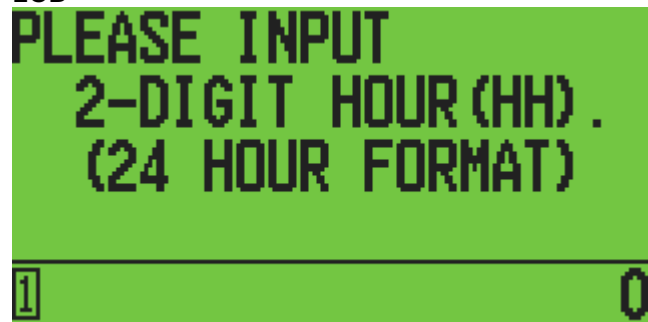 PLEASE INPUT
2-DIGIT HOUR(HH).
(24 HOUR FORMAT)
1 0